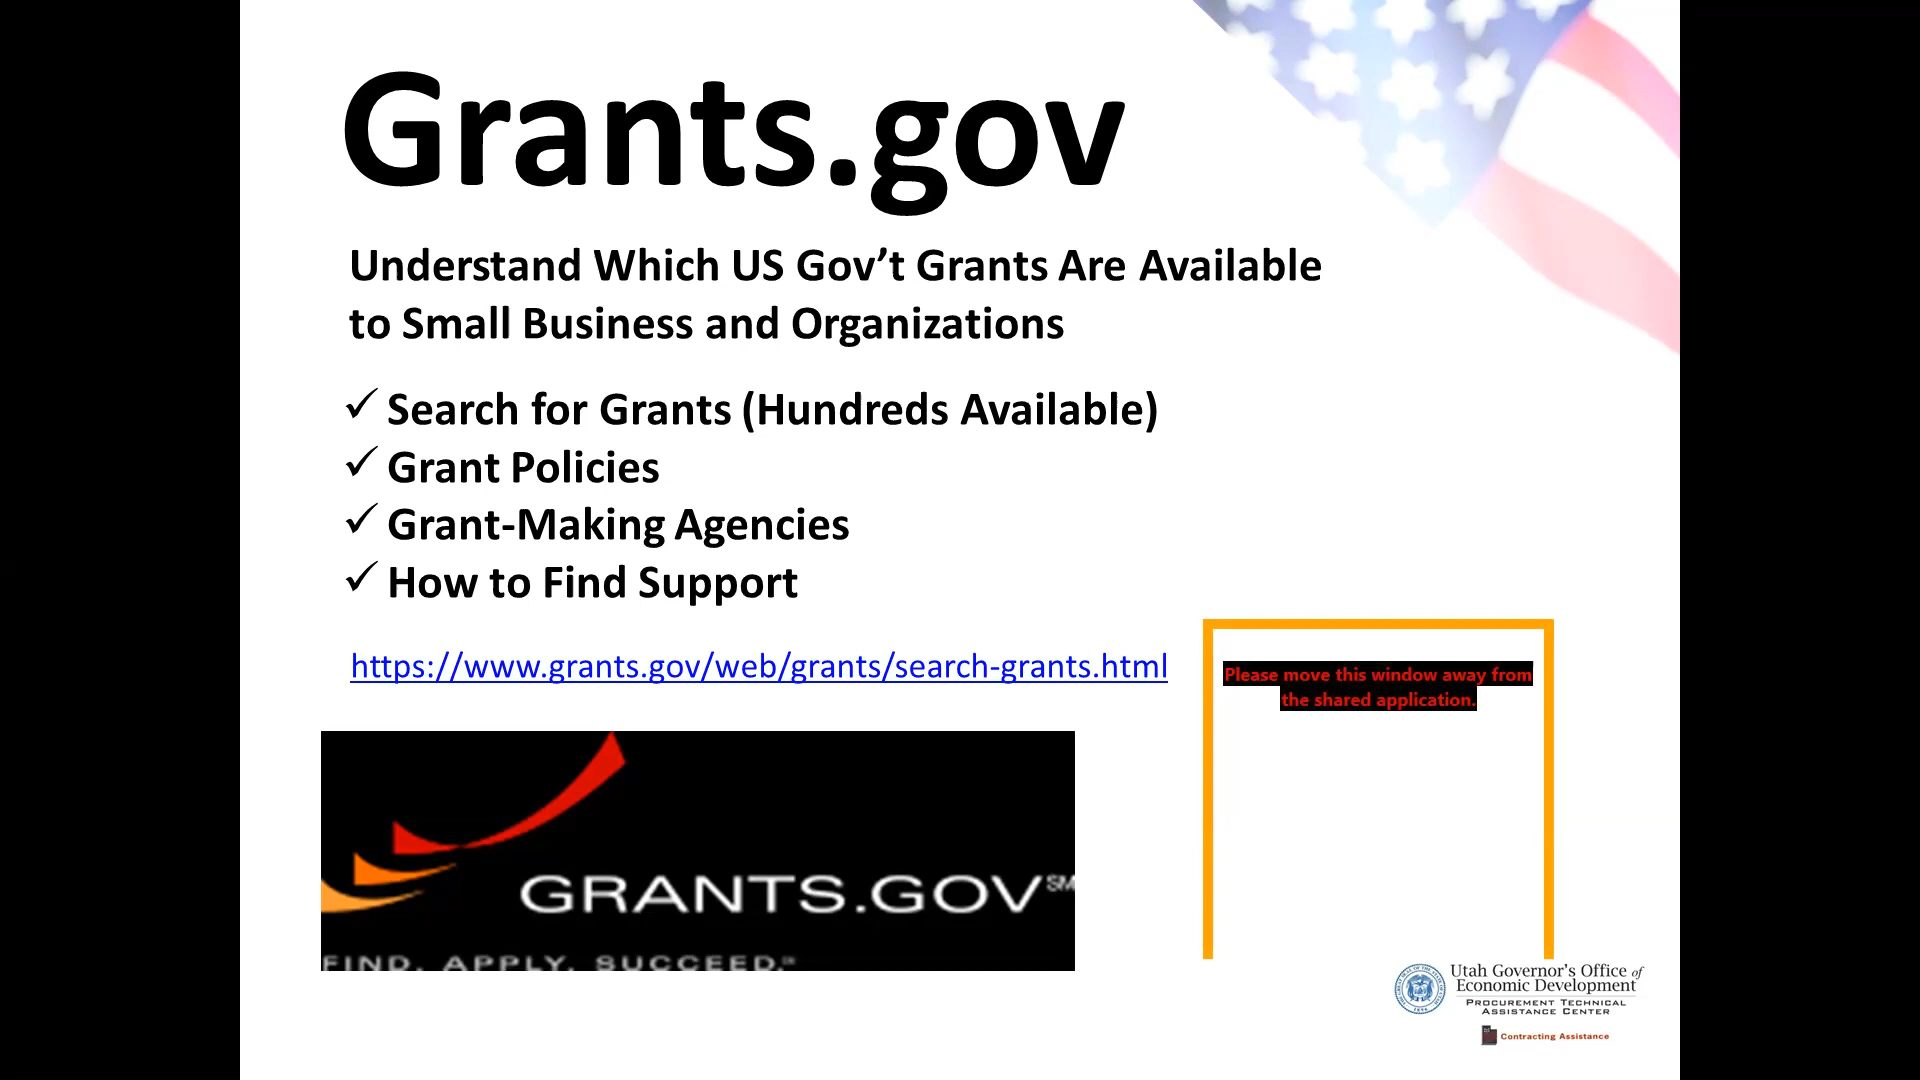 Grants.gov
Understand Which US Gov’t Grants Are Available
to Small Business and Organizations
✓ Search for Grants (Hundreds Available)
✓ Grant Policies
✓ Grant-Making Agencies
✓ How to Find Support
https://www.grants.gov/web/grants/search-grants.html
Please move this window away from
the shared application.
GRANTS.GOV℠
FIND. APPLY. SUCCEED.™
Utah Governor’s Office of
Economic Development
Procurement Technical
Assistance Center
Contracting Assistance